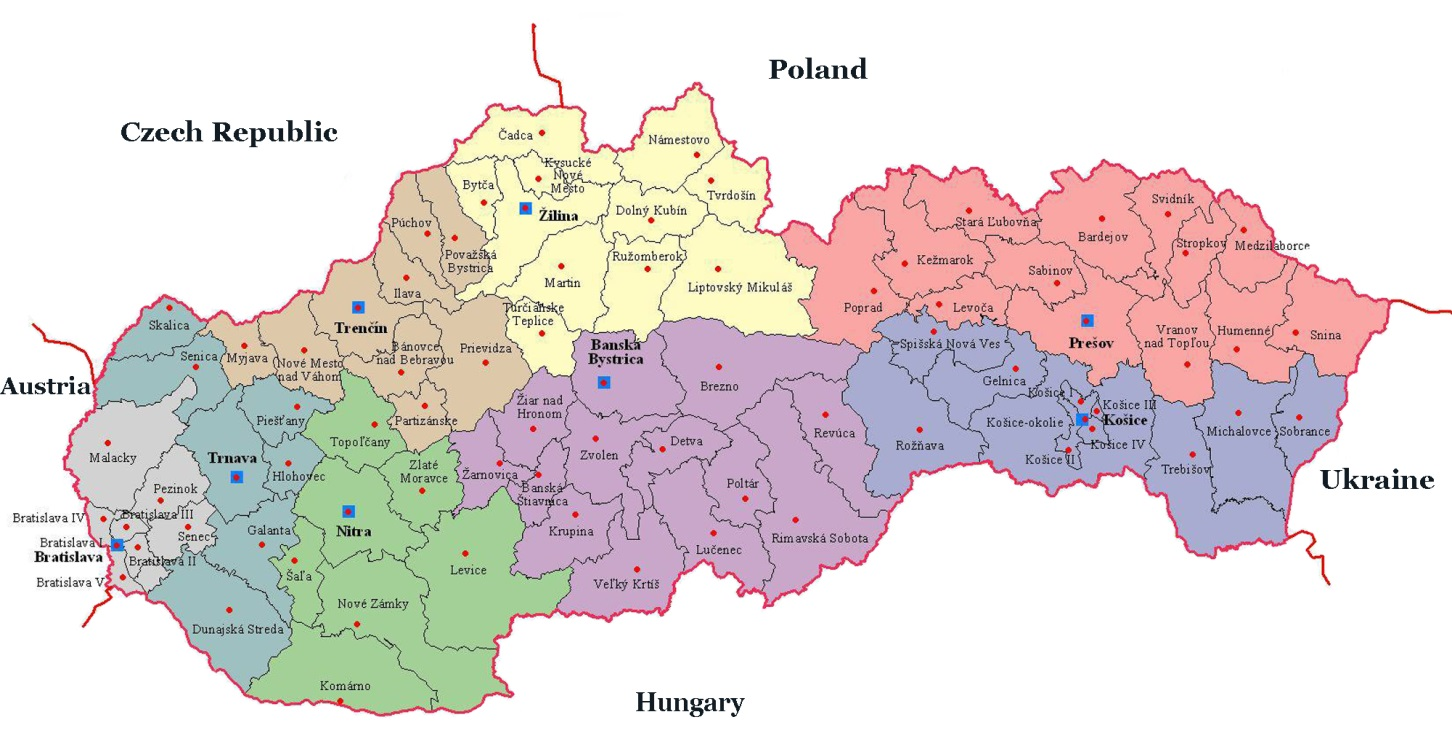 Poland
Czech Republic
Čadca
Námestovo
Kysucké
Nové
Mesto
Bytča
Tvrdošín
Žilina
Dolný Kubín
Púchov
Považská
Bystrica
Ružomberok
Martin
Liptovský Mikuláš
Ilava
Turčianske
Teplice
Trenčín
Stará Ľubovňa
Svidník
Bardejov
Stropkov
Medzilaborce
Kežmarok
Sabinov
Poprad
Levoča
Prešov
Vranov
nad Topľou
Humenné
Snina
Skalica
Senica
Myjava
Nové Mesto
nad Váhom
Bánovce
nad Bebravou
Prievidza
Banská
Bystrica
Brezno
Spišská Nová Ves
Gelnica
Austria
Piešťany
Partizánske
Žiar nad
Hronom
Košice I
Košice III
Košice
Košice-okolie
Košice IV
Košice II
Michalovce
Sobrance
Malacky
Topoľčany
Trnava
Hlohovec
Zlaté
Moravce
Žarnovica
Zvolen
Detva
Revúca
Rožňava
Trebišov
Ukraine
Pezinok
Banská
Štiavnica
Poltár
Bratislava IV
Bratislava III
Senec
Galanta
Nitra
Krupina
Lučenec
Rimavská Sobota
Bratislava I
Bratislava
Bratislava II
Bratislava V
Šaľa
Levice
Veľký Krtíš
Nové Zámky
Dunajská Streda
Komárno
Hungary